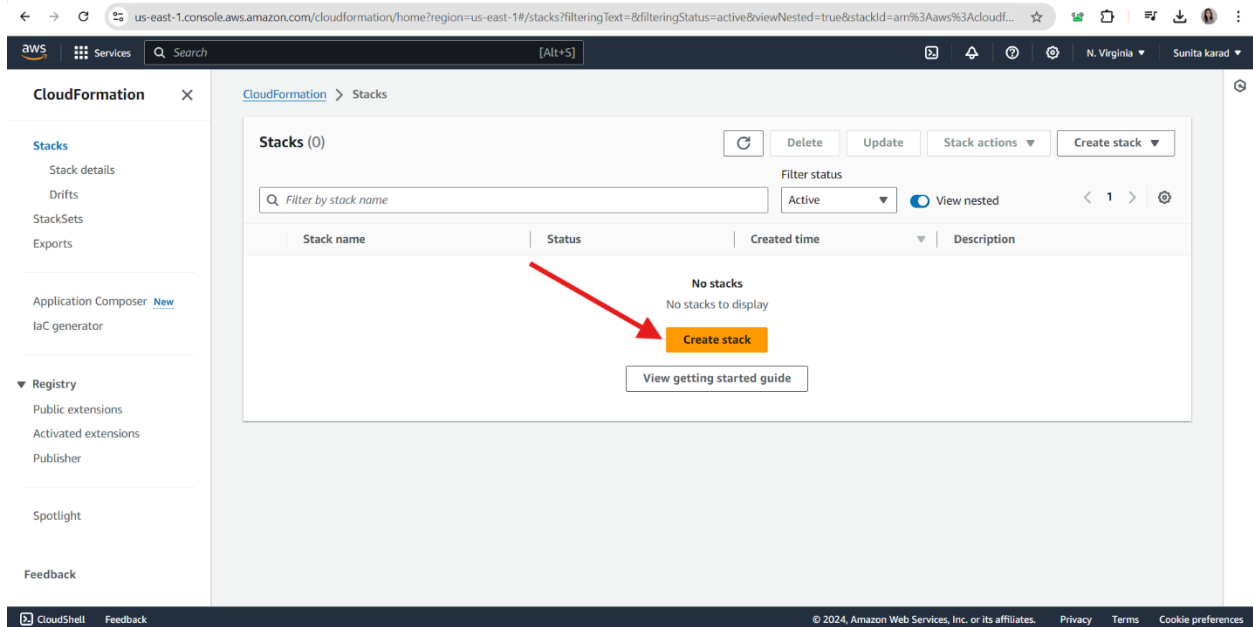 us-east-1.console.aws.amazon.com/cloudformation/home?region=us-east-1#/stacks?filteringText=&filteringStatus=active&viewNested=true&stackId=arn%3Aaws%3Acloudf...
aws Services Search [Alt+S] N. Virginia ▼ Sunita karad ▼
CloudFormation
CloudFormation > Stacks
Stacks
Stack details
Drifts
StackSets
Exports
Application Composer New
IaC generator
▼ Registry
Public extensions
Activated extensions
Publisher
Spotlight
Feedback
Stacks (0)
Delete Update Stack actions ▼ Create stack ▼
Filter status
Filter by stack name Active ▼ View nested < 1 >
Stack name Status Created time ▼ Description
No stacks
No stacks to display
Create stack
View getting started guide
CloudShell Feedback © 2024, Amazon Web Services, Inc. or its affiliates. Privacy Terms Cookie preferences